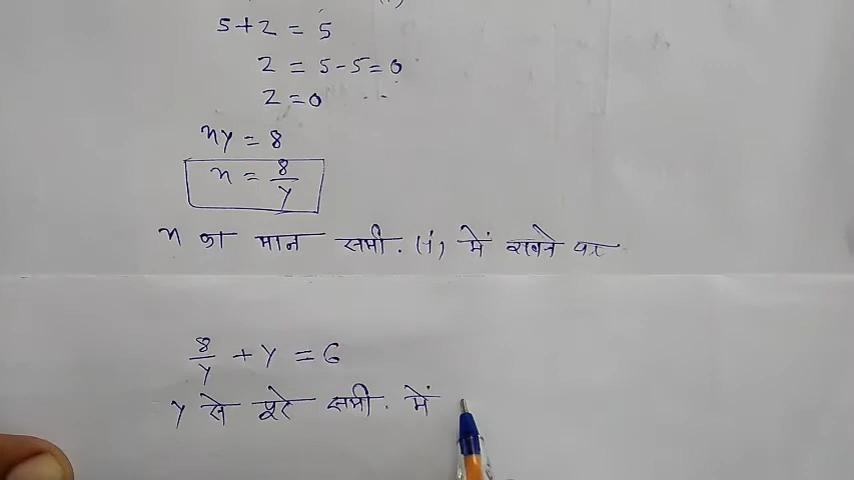 5+z = 5
z = 5-5=0
z=0
xy = 8
x = 8/y
x का मान समी. (i) में रखने पर
8/y + y = 6
y से पूरे समी. में